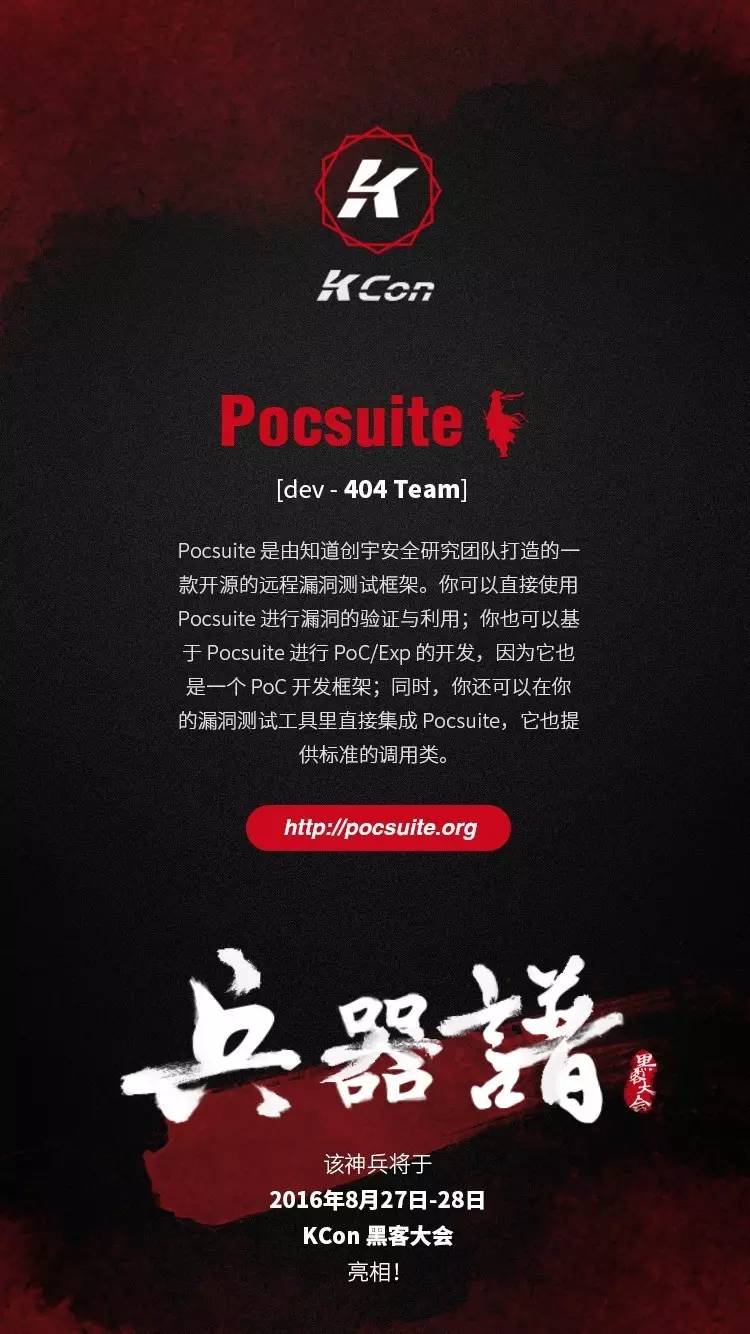 K
KCon
Pocsuite
[dev - 404 Team]
Pocsuite 是由知道创宇安全研究团队打造的一
款开源的远程漏洞测试框架。你可以直接使用
Pocsuite 进行漏洞的验证与利用；你也可以基
于 Pocsuite 进行 PoC/Exp 的开发，因为它也
是一个 PoC 开发框架；同时，你还可以在你
的漏洞测试工具里直接集成 Pocsuite，它也提
供标准的调用类。
http://pocsuite.org
兵器譜
黑客大会
该神兵将于
2016年8月27日-28日
KCon 黑客大会
亮相！